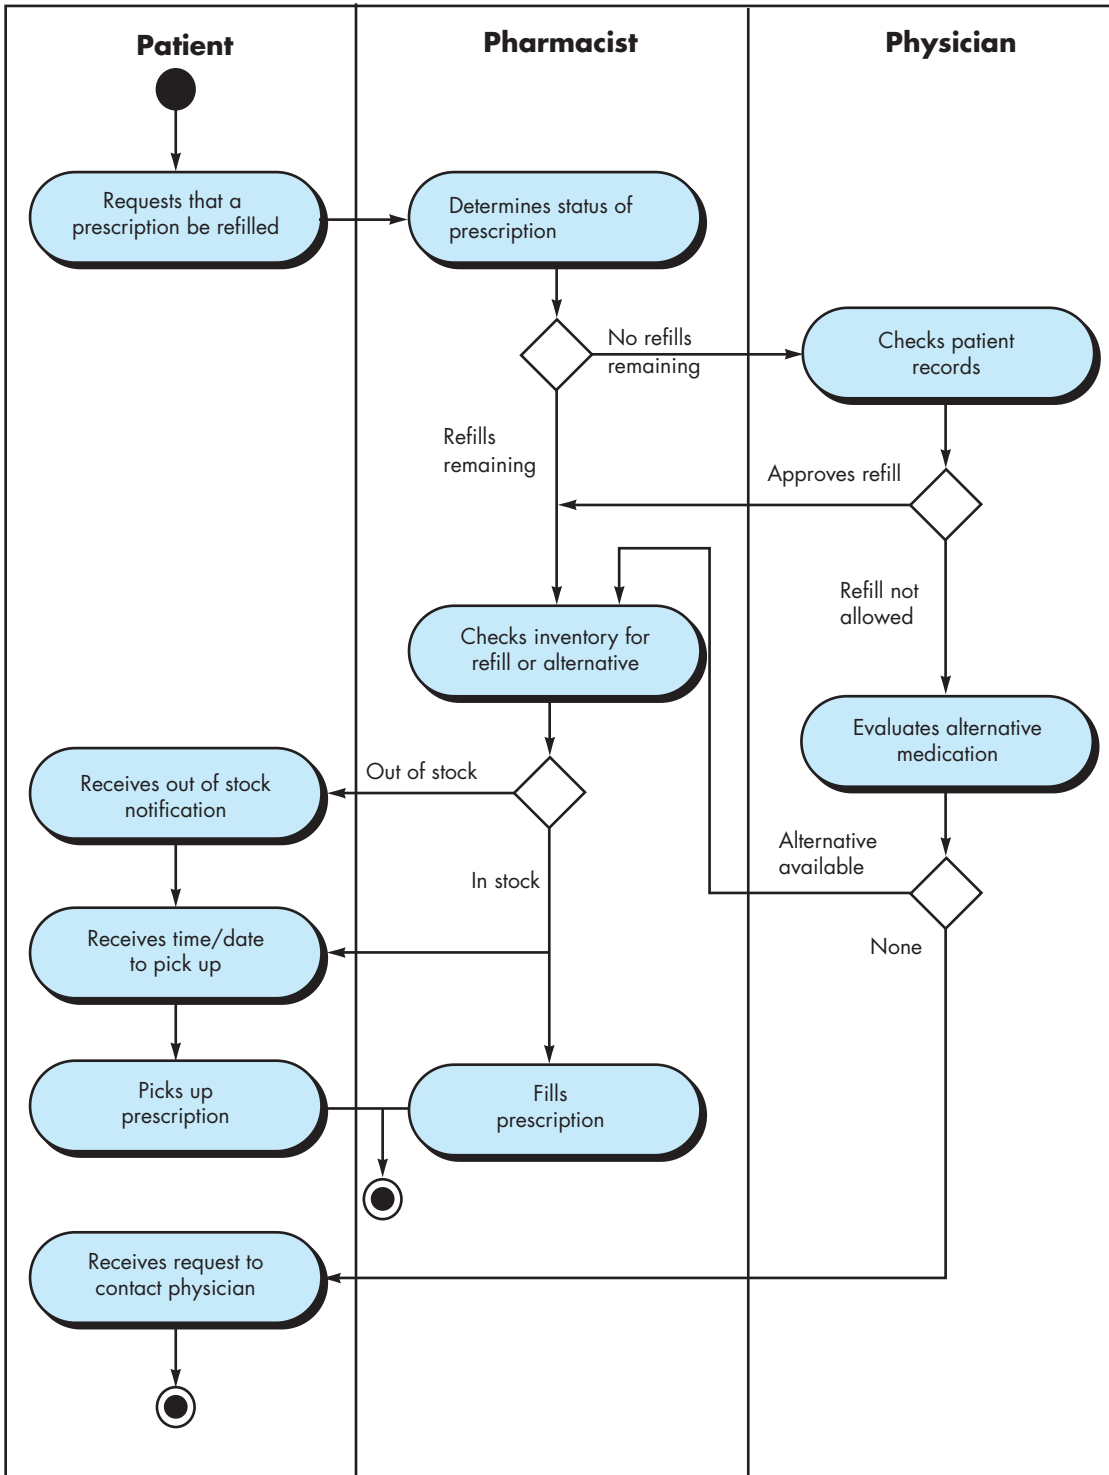 Patient
Pharmacist
Physician
Requests that a
prescription be refilled
Determines status of
prescription
No refills
remaining
Checks patient
records
Refills
remaining
Approves refill
Refill not
allowed
Checks inventory for
refill or alternative
Evaluates alternative
medication
Out of stock
Receives out of stock
notification
Alternative
available
In stock
Receives time/date
to pick up
None
Picks up
prescription
Fills
prescription
Receives request to
contact physician